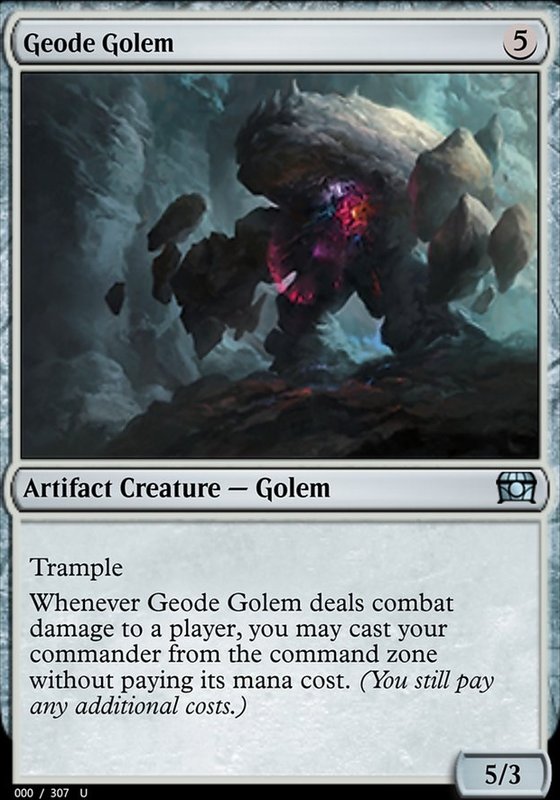 Geode Golem 5
Artifact Creature — Golem
Trample
Whenever Geode Golem deals combat
damage to a player, you may cast your
commander from the command zone
without paying its mana cost. (You still pay
any additional costs.)
5/3
000 / 307 U